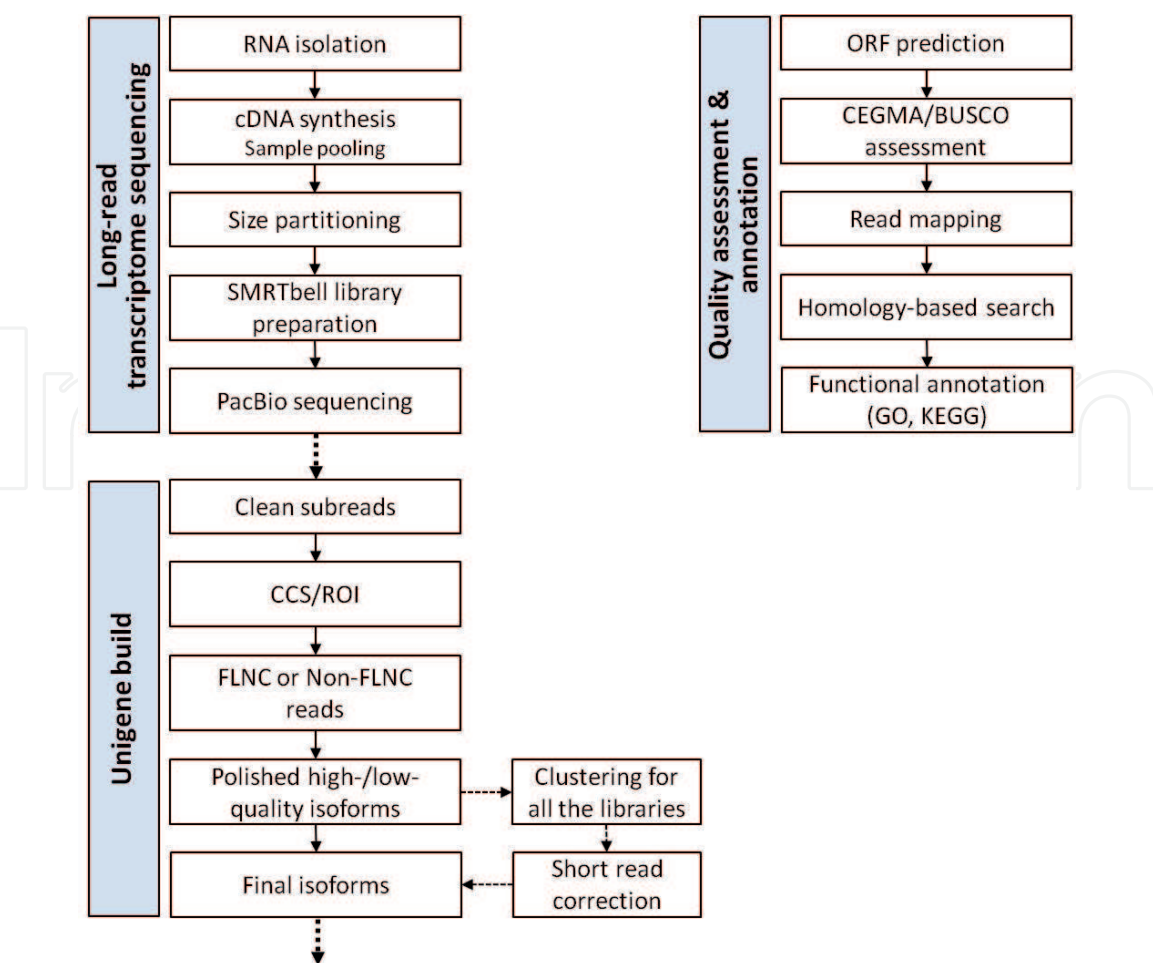 Long-read
transcriptome sequencing
RNA isolation
cDNA synthesis
Sample pooling
Size partitioning
SMRTbell library
preparation
PacBio sequencing
Unigene build
Clean subreads
CCS/ROI
FLNC or Non-FLNC
reads
Polished high-/low-
quality isoforms
Clustering for
all the libraries
Short read
correction
Final isoforms
Quality assessment &
annotation
ORF prediction
CEGMA/BUSCO
assessment
Read mapping
Homology-based search
Functional annotation
(GO, KEGG)